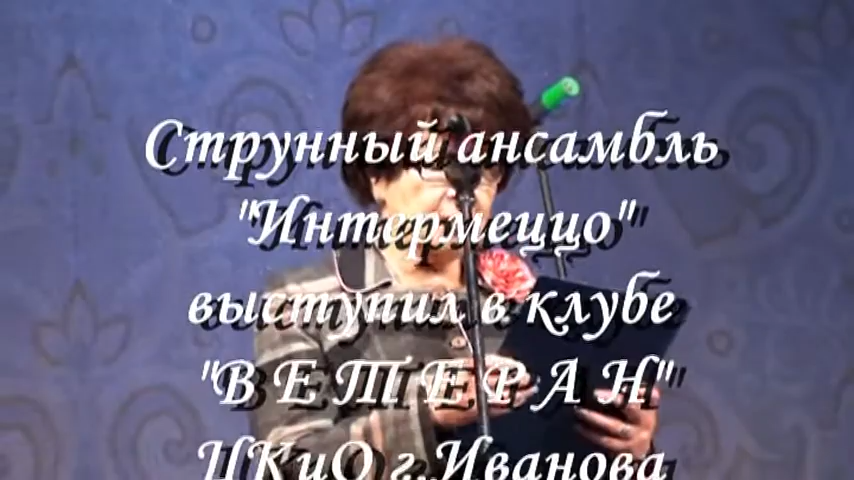 Струнный ансамбль
"Интермеццо"
выступил в клубе
"В Е Т Е Р А Н"
ЦКиО г.Иванова